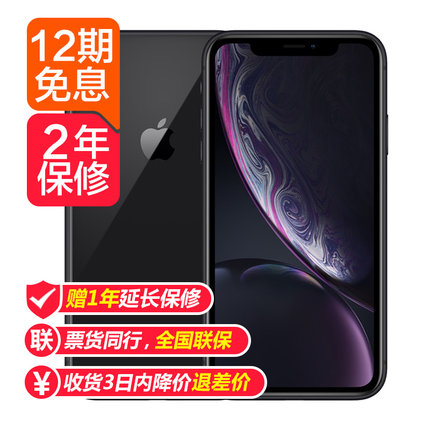 12期
免息
2年
保修
赠1年延长保修
联 票货同行,全国联保
¥ 收货3日内降价退差价